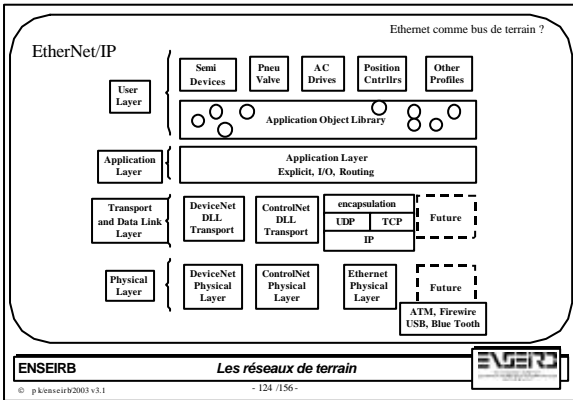 Ethernet comme bus de terrain ?
EtherNet/IP
User
Layer
Semi
Devices
Pneu
Valve
AC
Drives
Position
Cntrllrs
Other
Profiles
Application Object Library
Application
Layer
Application Layer
Explicit, I/O, Routing
Transport
and Data Link
Layer
DeviceNet
DLL
Transport
ControlNet
DLL
Transport
encapsulation
UDP
TCP
IP
Future
Physical
Layer
DeviceNet
Physical
Layer
ControlNet
Physical
Layer
Ethernet
Physical
Layer
Future
ATM, Firewire
USB, Blue Tooth
ENSEIRB
Les réseaux de terrain
ENSEIRB
© pk/enseirb/2003 v3.1
- 124 /156 -